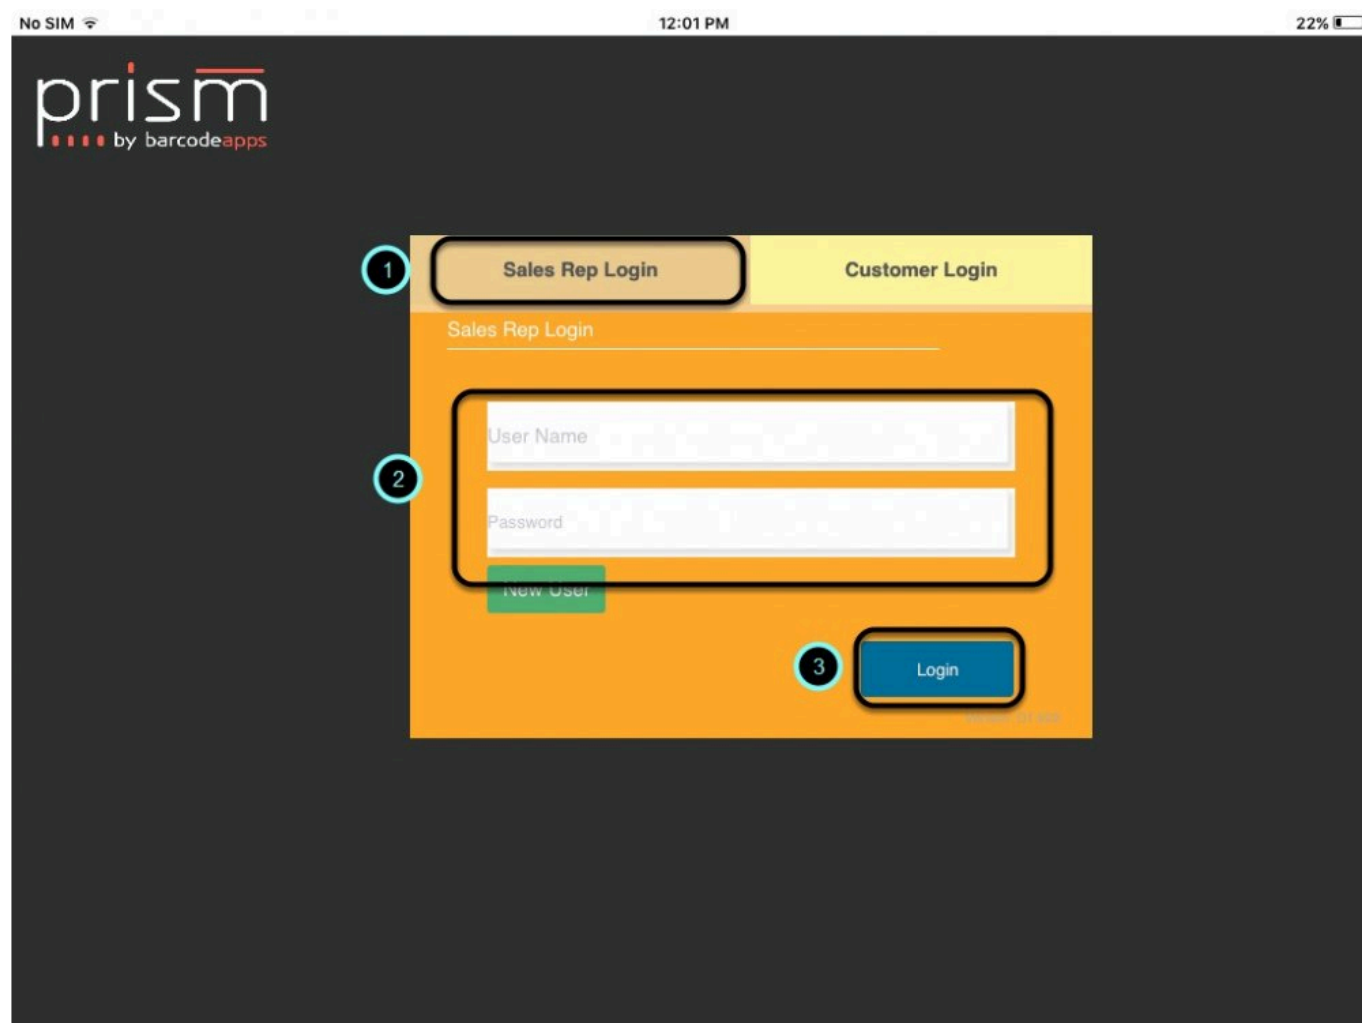 No SIM 12:01 PM 22%
prism
by barcodeapps
1 Sales Rep Login Customer Login
Sales Rep Login
User Name
2
Password
New User
3 Login